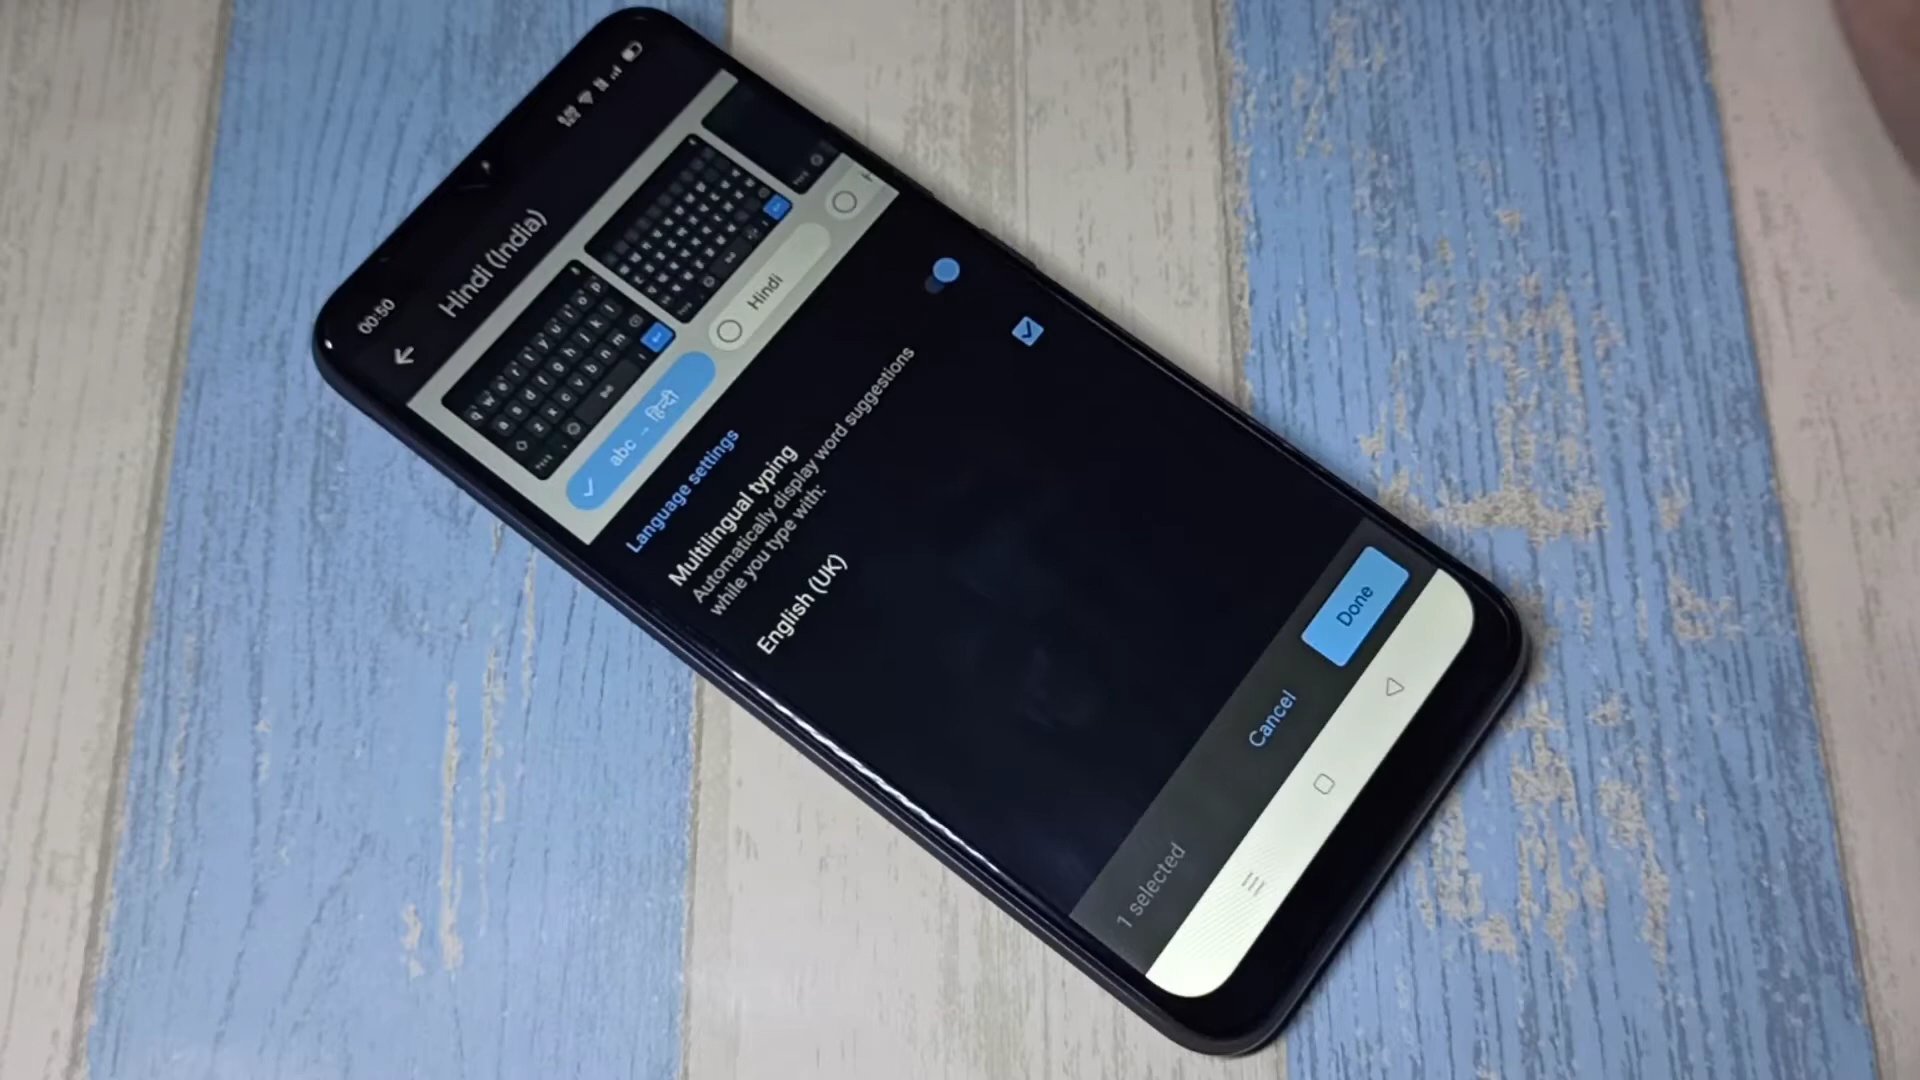 00:50
Hindi (India)
q w e r t y u i o p
a s d f g h j k l
z x c v b n m
abc → हिन्दी
Hindi
Language settings
Multilingual typing
Automatically display word suggestions
while you type with:
English (UK)
1 selected
Cancel
Done